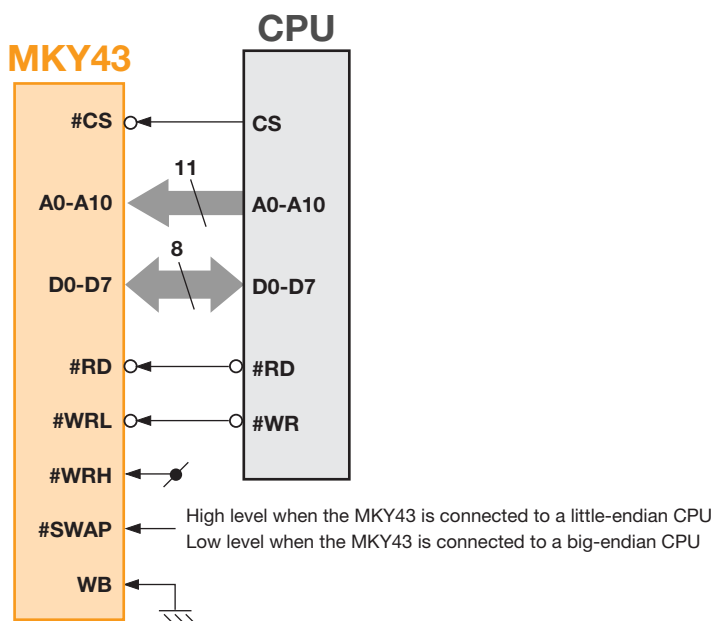 CPU
MKY43
#CS
CS
11
A0-A10
A0-A10
8
D0-D7
D0-D7
#RD
#RD
#WRL
#WR
#WRH
#SWAP
High level when the MKY43 is connected to a little-endian CPU
Low level when the MKY43 is connected to a big-endian CPU
WB